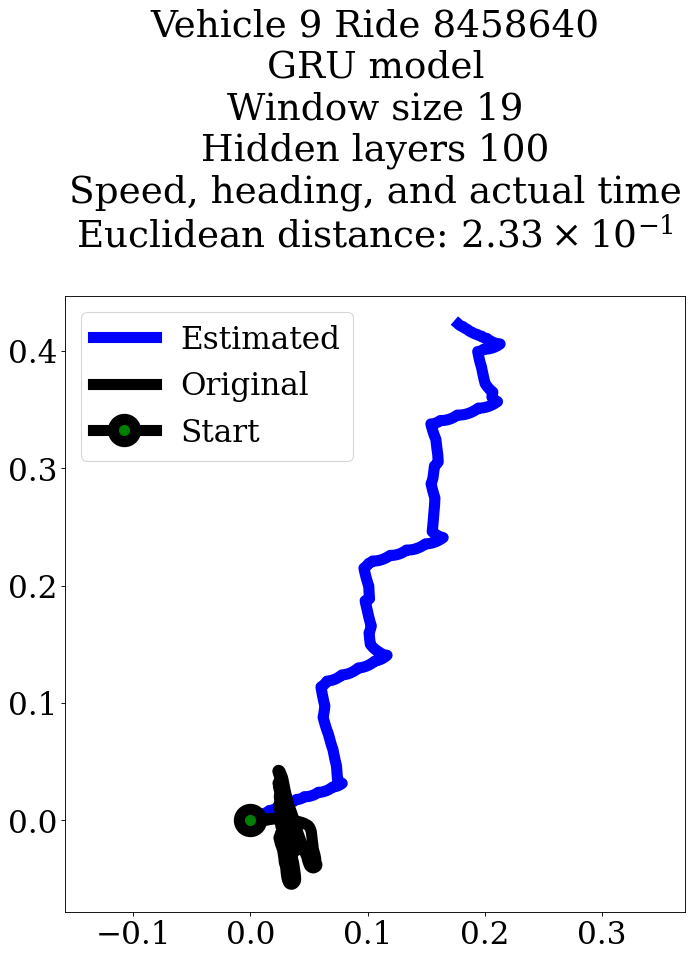 Vehicle 9 Ride 8458640
GRU model
Window size 19
Hidden layers 100
Speed, heading, and actual time
Euclidean distance: 2.33 × 10⁻¹
Estimated
Original
Start
0.4
0.3
0.2
0.1
0.0
−0.1 0.0 0.1 0.2 0.3